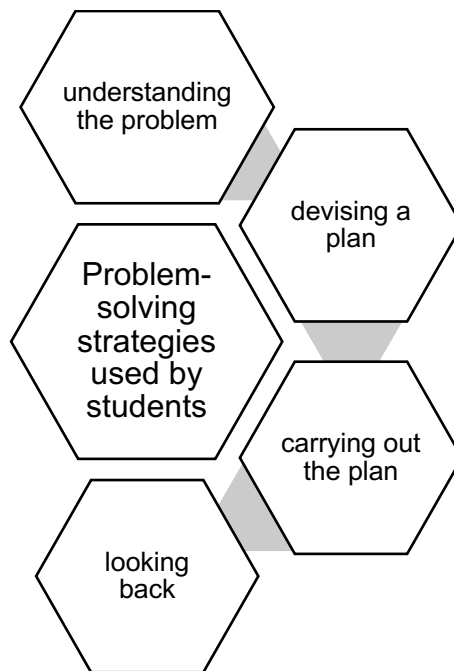 understanding
the problem
devising a
plan
Problem-
solving
strategies
used by
students
carrying out
the plan
looking
back